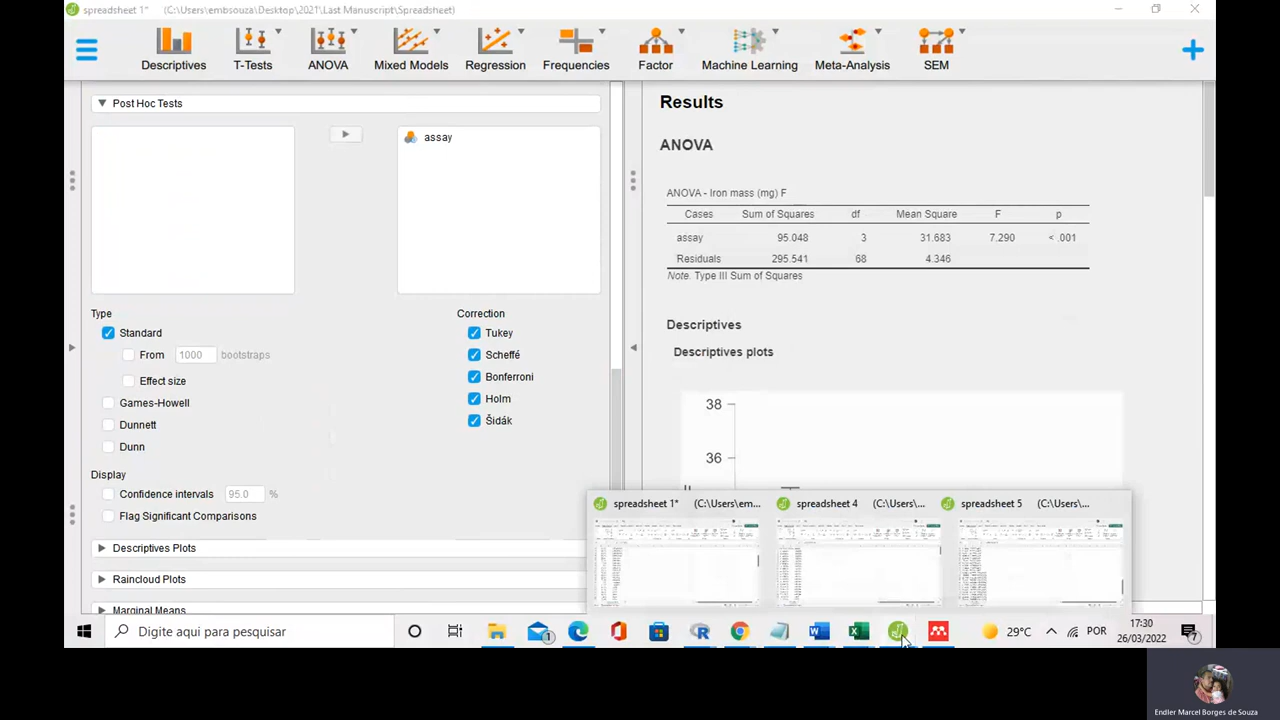 spreadsheet 1* (C:\Users\embsouza\Desktop\2021\Last Manuscript\Spreadsheet)
Descriptives T-Tests ANOVA Mixed Models Regression Frequencies Factor Machine Learning Meta-Analysis SEM
Post Hoc Tests
assay
Type
Standard
From 1000 bootstraps
Effect size
Games-Howell
Dunnett
Dunn
Correction
Tukey
Scheffé
Bonferroni
Holm
Šidák
Display
Confidence intervals 95.0 %
Flag Significant Comparisons
Descriptives Plots
Raincloud Plots
Marginal Means
Results
ANOVA
ANOVA - Iron mass (mg) F
Cases Sum of Squares df Mean Square F p
assay 95.048 3 31.683 7.290 < .001
Residuals 295.541 68 4.346
Note. Type III Sum of Squares
Descriptives
Descriptives plots
38
36
spreadsheet 1* (C:\Users\em...
spreadsheet 4 (C:\Users\...
spreadsheet 5 (C:\Users\...
Digite aqui para pesquisar
1
29°C
POR
17:30
26/03/2022
7
Endler Marcel Borges de Souza